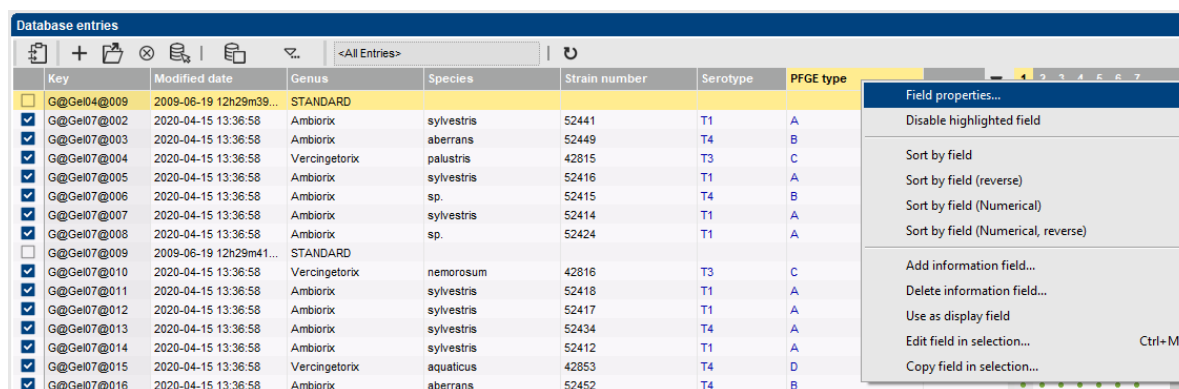 Database entries
<All Entries>
Key Modified date Genus Species Strain number Serotype PFGE type 1 2 3 4 5 6 7
G@Gel04@009 2009-06-19 12h29m39... STANDARD
G@Gel07@002 2020-04-15 13:36:58 Ambiorix sylvestris 52441 T1 A
G@Gel07@003 2020-04-15 13:36:58 Ambiorix aberrans 52449 T4 B
G@Gel07@004 2020-04-15 13:36:58 Vercingetorix palustris 42815 T3 C
G@Gel07@005 2020-04-15 13:36:58 Ambiorix sylvestris 52416 T1 A
G@Gel07@006 2020-04-15 13:36:58 Ambiorix sp. 52415 T4 B
G@Gel07@007 2020-04-15 13:36:58 Ambiorix sylvestris 52414 T1 A
G@Gel07@008 2020-04-15 13:36:58 Ambiorix sp. 52424 T1 A
G@Gel07@009 2009-06-19 12h29m41... STANDARD
G@Gel07@010 2020-04-15 13:36:58 Vercingetorix nemorosum 42816 T3 C
G@Gel07@011 2020-04-15 13:36:58 Ambiorix sylvestris 52418 T1 A
G@Gel07@012 2020-04-15 13:36:58 Ambiorix sylvestris 52417 T1 A
G@Gel07@013 2020-04-15 13:36:58 Ambiorix sylvestris 52434 T4 A
G@Gel07@014 2020-04-15 13:36:58 Ambiorix sylvestris 52412 T1 A
G@Gel07@015 2020-04-15 13:36:58 Vercingetorix aquaticus 42853 T4 D
G@Gel07@016 2020-04-15 13:36:58 Ambiorix aberrans 52452 T4 B
Field properties...
Disable highlighted field
Sort by field
Sort by field (reverse)
Sort by field (Numerical)
Sort by field (Numerical, reverse)
Add information field...
Delete information field...
Use as display field
Edit field in selection... Ctrl+M
Copy field in selection...